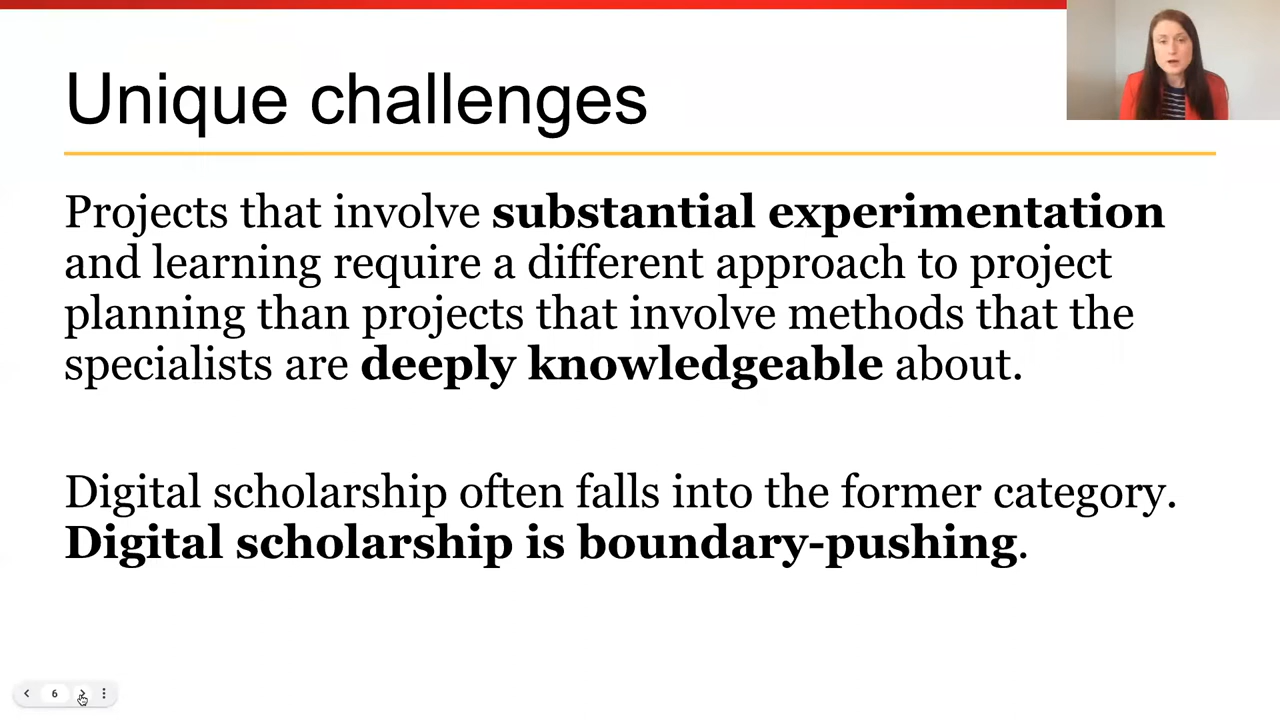 Unique challenges
Projects that involve substantial experimentation
and learning require a different approach to project
planning than projects that involve methods that the
specialists are deeply knowledgeable about.
Digital scholarship often falls into the former category.
Digital scholarship is boundary-pushing.
6